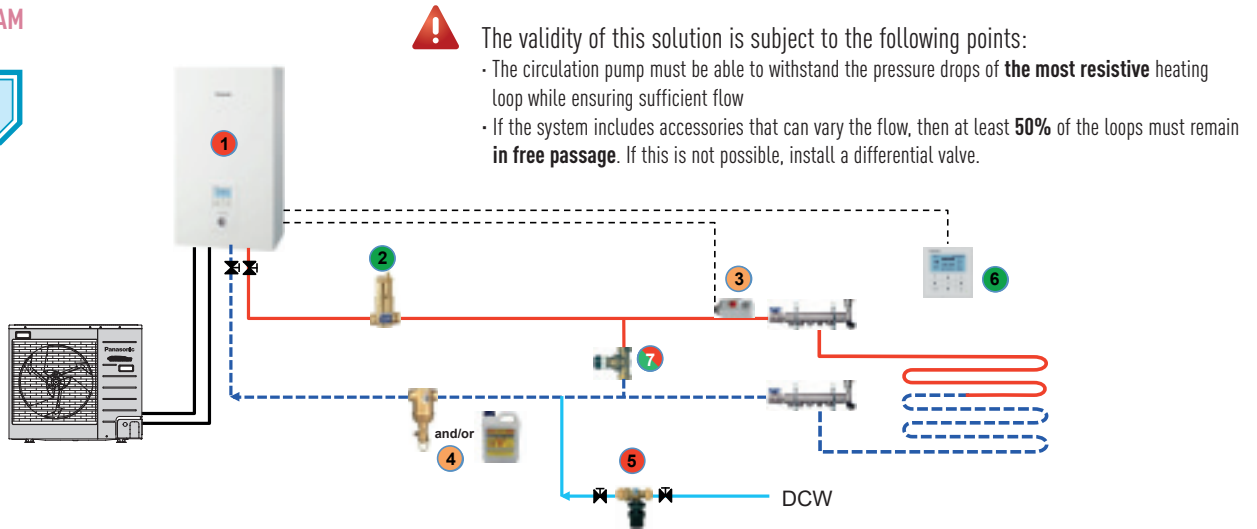 AM
The validity of this solution is subject to the following points:
· The circulation pump must be able to withstand the pressure drops of the most resistive heating
loop while ensuring sufficient flow
· If the system includes accessories that can vary the flow, then at least 50% of the loops must remain
in free passage. If this is not possible, install a differential valve.
1
2
3
6
Panasonic
7
and/or
4
5
DCW